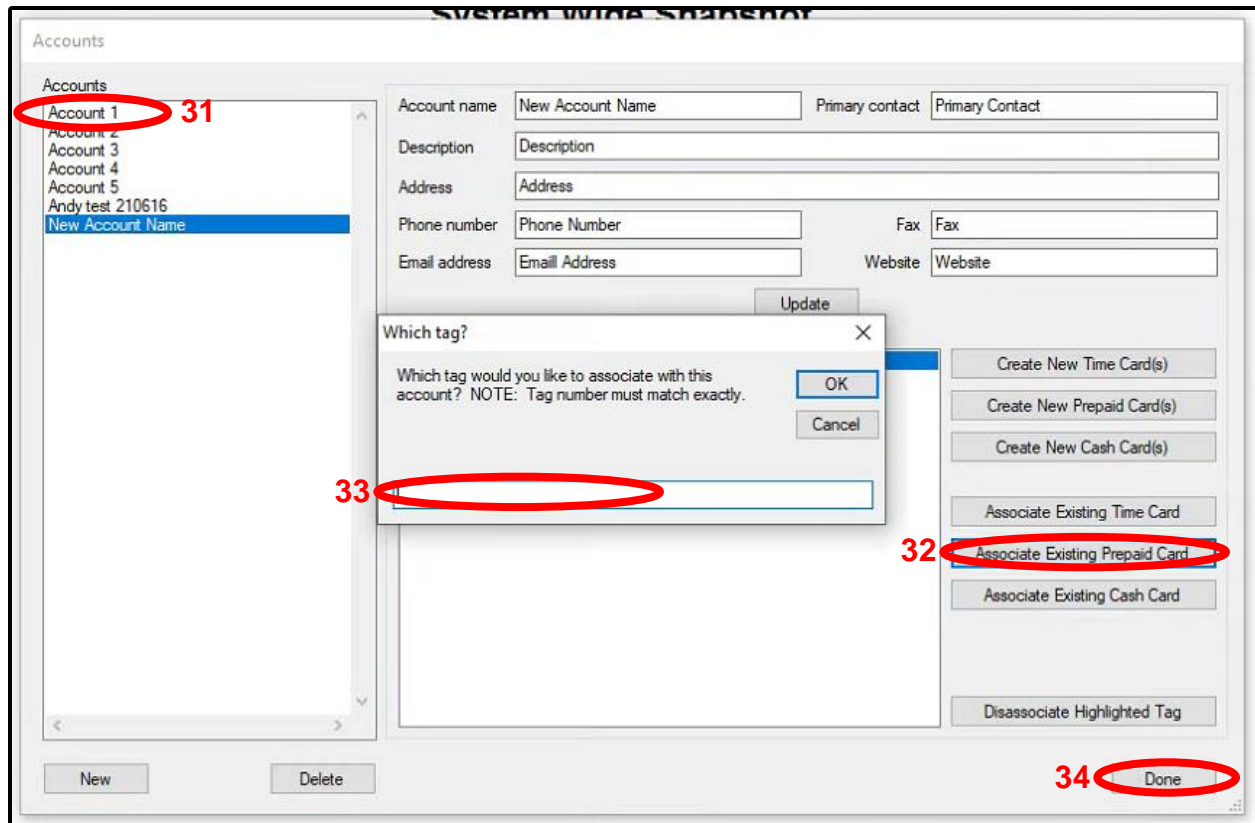 System Wide Snapshot
Accounts
Accounts
Account 1
31
Account 2
Account 3
Account 4
Account 5
Andy test 210616
New Account Name
Account name New Account Name Primary contact Primary Contact
Description Description
Address Address
Phone number Phone Number Fax Fax
Email address Emaill Address Website Website
Update
Which tag?
Which tag would you like to associate with this
account? NOTE: Tag number must match exactly.
OK
Cancel
33
Create New Time Card(s)
Create New Prepaid Card(s)
Create New Cash Card(s)
Associate Existing Time Card
32 Associate Existing Prepaid Card
Associate Existing Cash Card
Disassociate Highlighted Tag
New Delete 34 Done